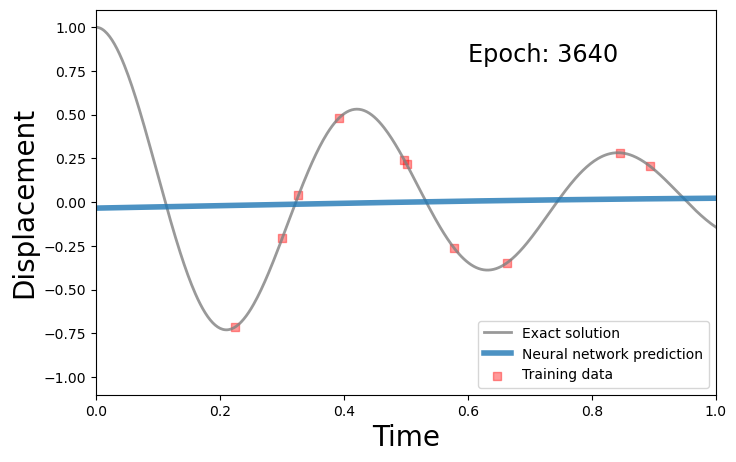 Epoch: 3640
1.00
0.75
0.50
0.25
0.00
−0.25
−0.50
−0.75
−1.00
Displacement
Exact solution
Neural network prediction
Training data
0.0 0.2 0.4 0.6 0.8 1.0
Time